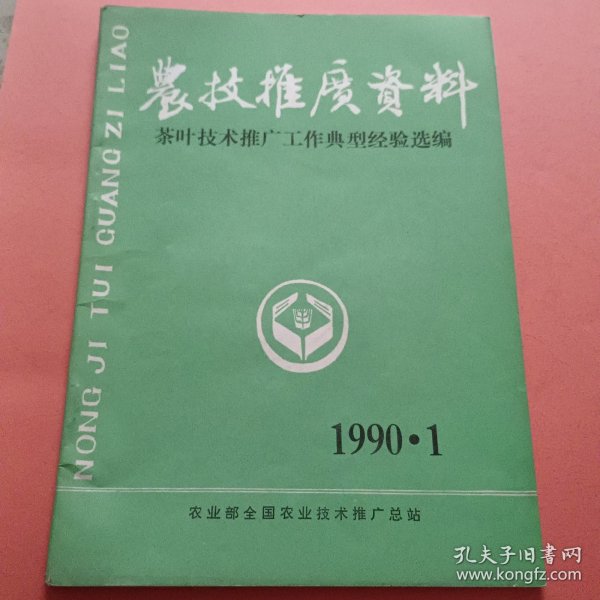 農技推廣資料
茶叶技术推广工作典型经验选编
NONG JI TUI GUANG ZI LIAO
1990·1
农业部全国农业技术推广总站
孔夫子旧书网
www.kongfz.com